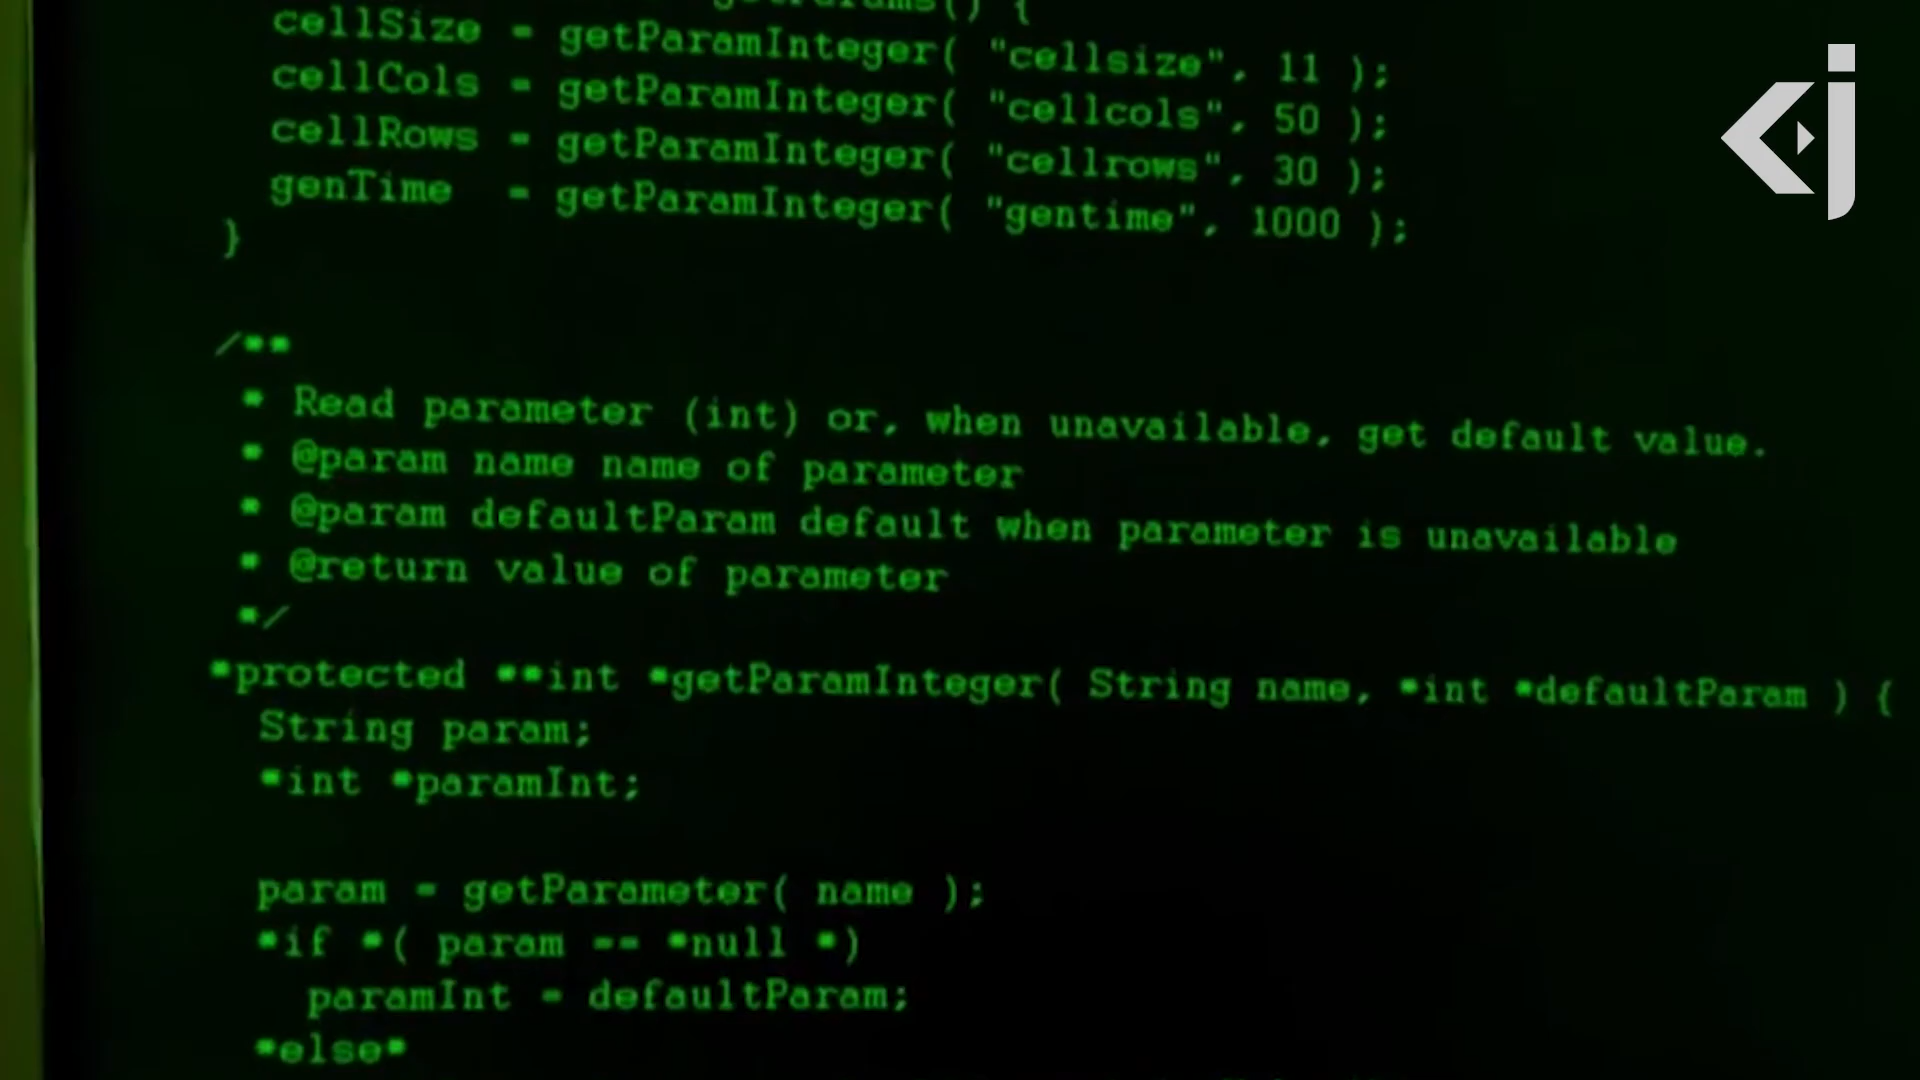 cellSize = getParamInteger( "cellsize", 11 );
cellCols = getParamInteger( "cellcols", 50 );
cellRows = getParamInteger( "cellrows", 30 );
genTime = getParamInteger( "gentime", 1000 );
}
/**
* Read parameter (int) or, when unavailable, get default value.
* @param name name of parameter
* @param defaultParam default when parameter is unavailable
* @return value of parameter
*/
*protected **int *getParamInteger( String name, *int *defaultParam ) {
String param;
*int *paramInt;
param = getParameter( name );
*if *( param == *null *)
paramInt = defaultParam;
*else*